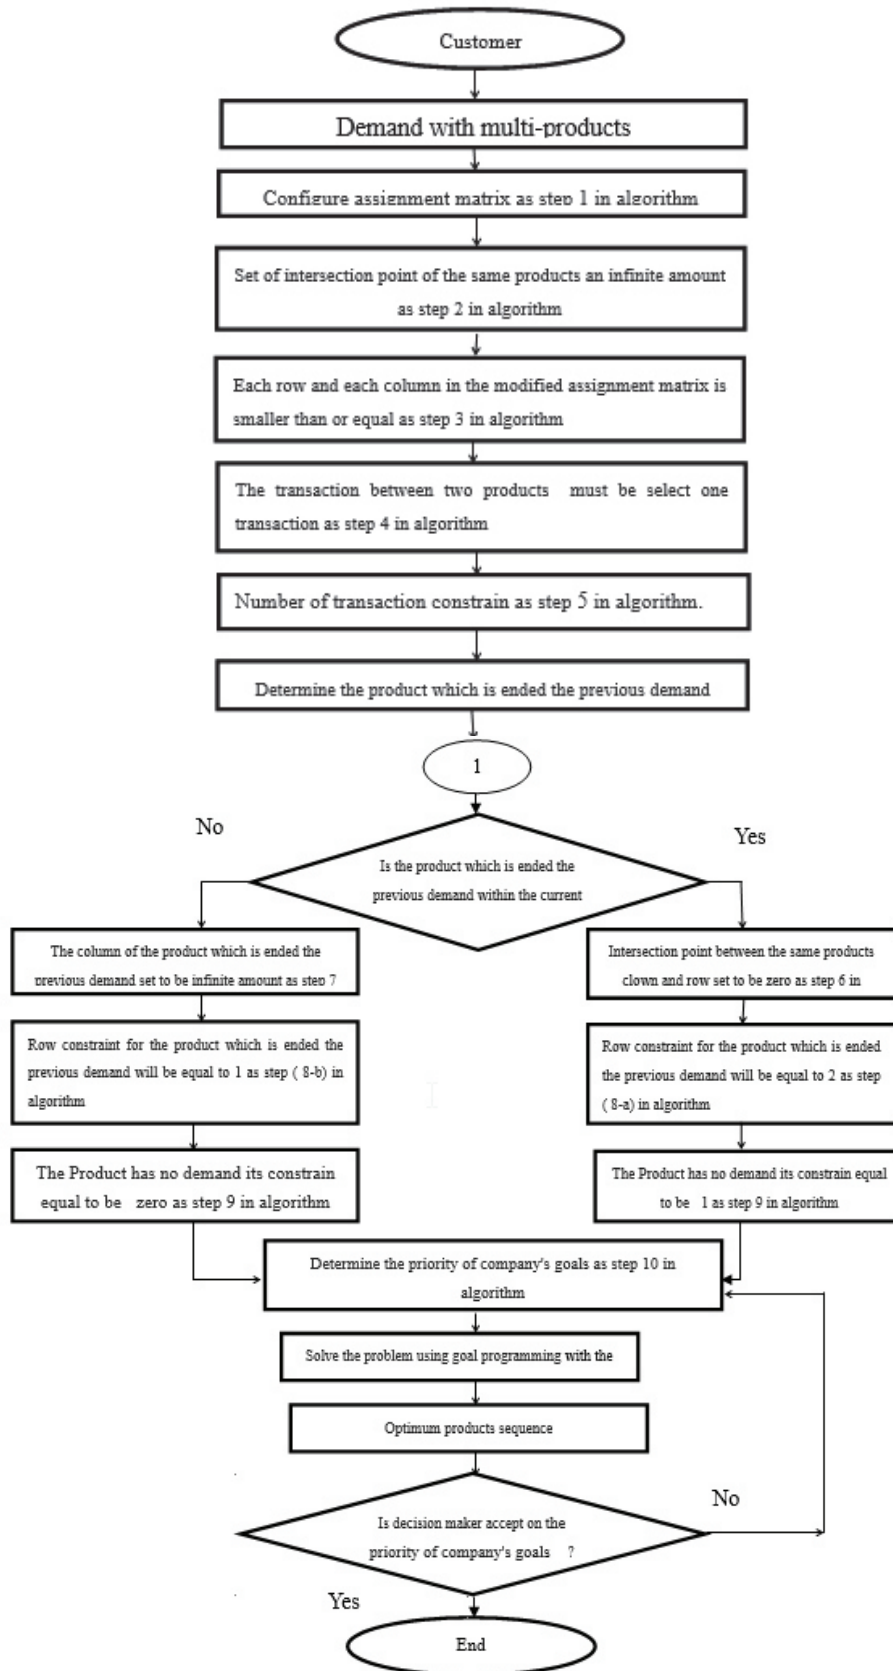 Customer
Demand with multi-products
Configure assignment matrix as step 1 in algorithm
Set of intersection point of the same products an infinite amount
as step 2 in algorithm
Each row and each column in the modified assignment matrix is
smaller than or equal as step 3 in algorithm
The transaction between two products must be select one
transaction as step 4 in algorithm
Number of transaction constrain as step 5 in algorithm.
Determine the product which is ended the previous demand
1
No
Yes
Is the product which is ended the
previous demand within the current
The column of the product which is ended the
previous demand set to be infinite amount as step 7
Intersection point between the same products
clown and row set to be zero as step 6 in
Row constraint for the product which is ended the
previous demand will be equal to 1 as step ( 8-b) in
algorithm
Row constraint for the product which is ended
the previous demand will be equal to 2 as step
( 8-a) in algorithm
The Product has no demand its constrain
equal to be zero as step 9 in algorithm
The Product has no demand its constrain equal
to be 1 as step 9 in algorithm
Determine the priority of company's goals as step 10 in
algorithm
Solve the problem using goal programming with the
Optimum products sequence
Is decision maker accept on the
priority of company's goals ?
No
Yes
End